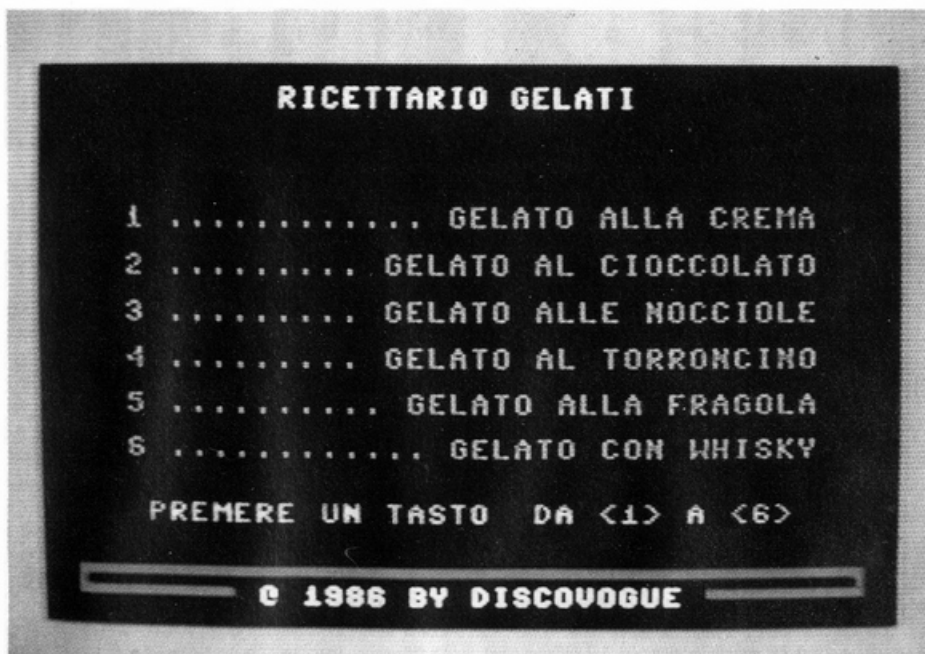 RICETTARIO GELATI
1 ............ GELATO ALLA CREMA
2 ......... GELATO AL CIOCCOLATO
3 ......... GELATO ALLE NOCCIOLE
4 ......... GELATO AL TORRONCINO
5 .......... GELATO ALLA FRAGOLA
6 ............ GELATO CON WHISKY
PREMERE UN TASTO DA <1> A <6>
© 1986 BY DISCOVOGUE